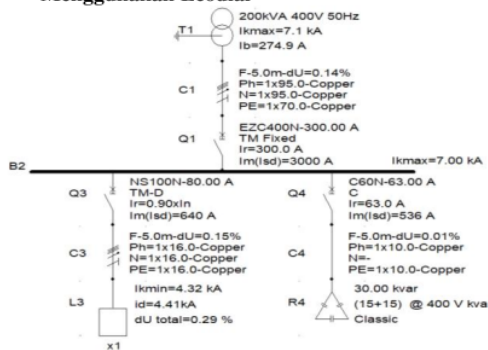 Menggunakan Ecodial
200kVA 400V 50Hz
T1
Ikmax=7.1 kA
Ib=274.9 A
F-5.0m-dU=0.14%
C1
Ph=1x95.0-Copper
N=1x95.0-Copper
PE=1x70.0-Copper
EZC400N-300.00 A
Q1
TM Fixed
Ir=300.0 A
Im(Isd)=3000 A
B2
Ikmax=7.00 kA
NS100N-80.00 A
Q3
TM-D
Ir=0.90xIn
Im(Isd)=640 A
F-5.0m-dU=0.15%
C3
Ph=1x16.0-Copper
N=1x16.0-Copper
PE=1x16.0-Copper
Ikmin=4.32 kA
L3
id=4.41kA
dU total=0.29 %
x1
C60N-63.00 A
Q4
C
Ir=63.0 A
Im(Isd)=536 A
F-5.0m-dU=0.01%
C4
Ph=1x10.0-Copper
N=-
PE=1x10.0-Copper
30.00 kvar
R4
(15+15) @ 400 V kva
Classic